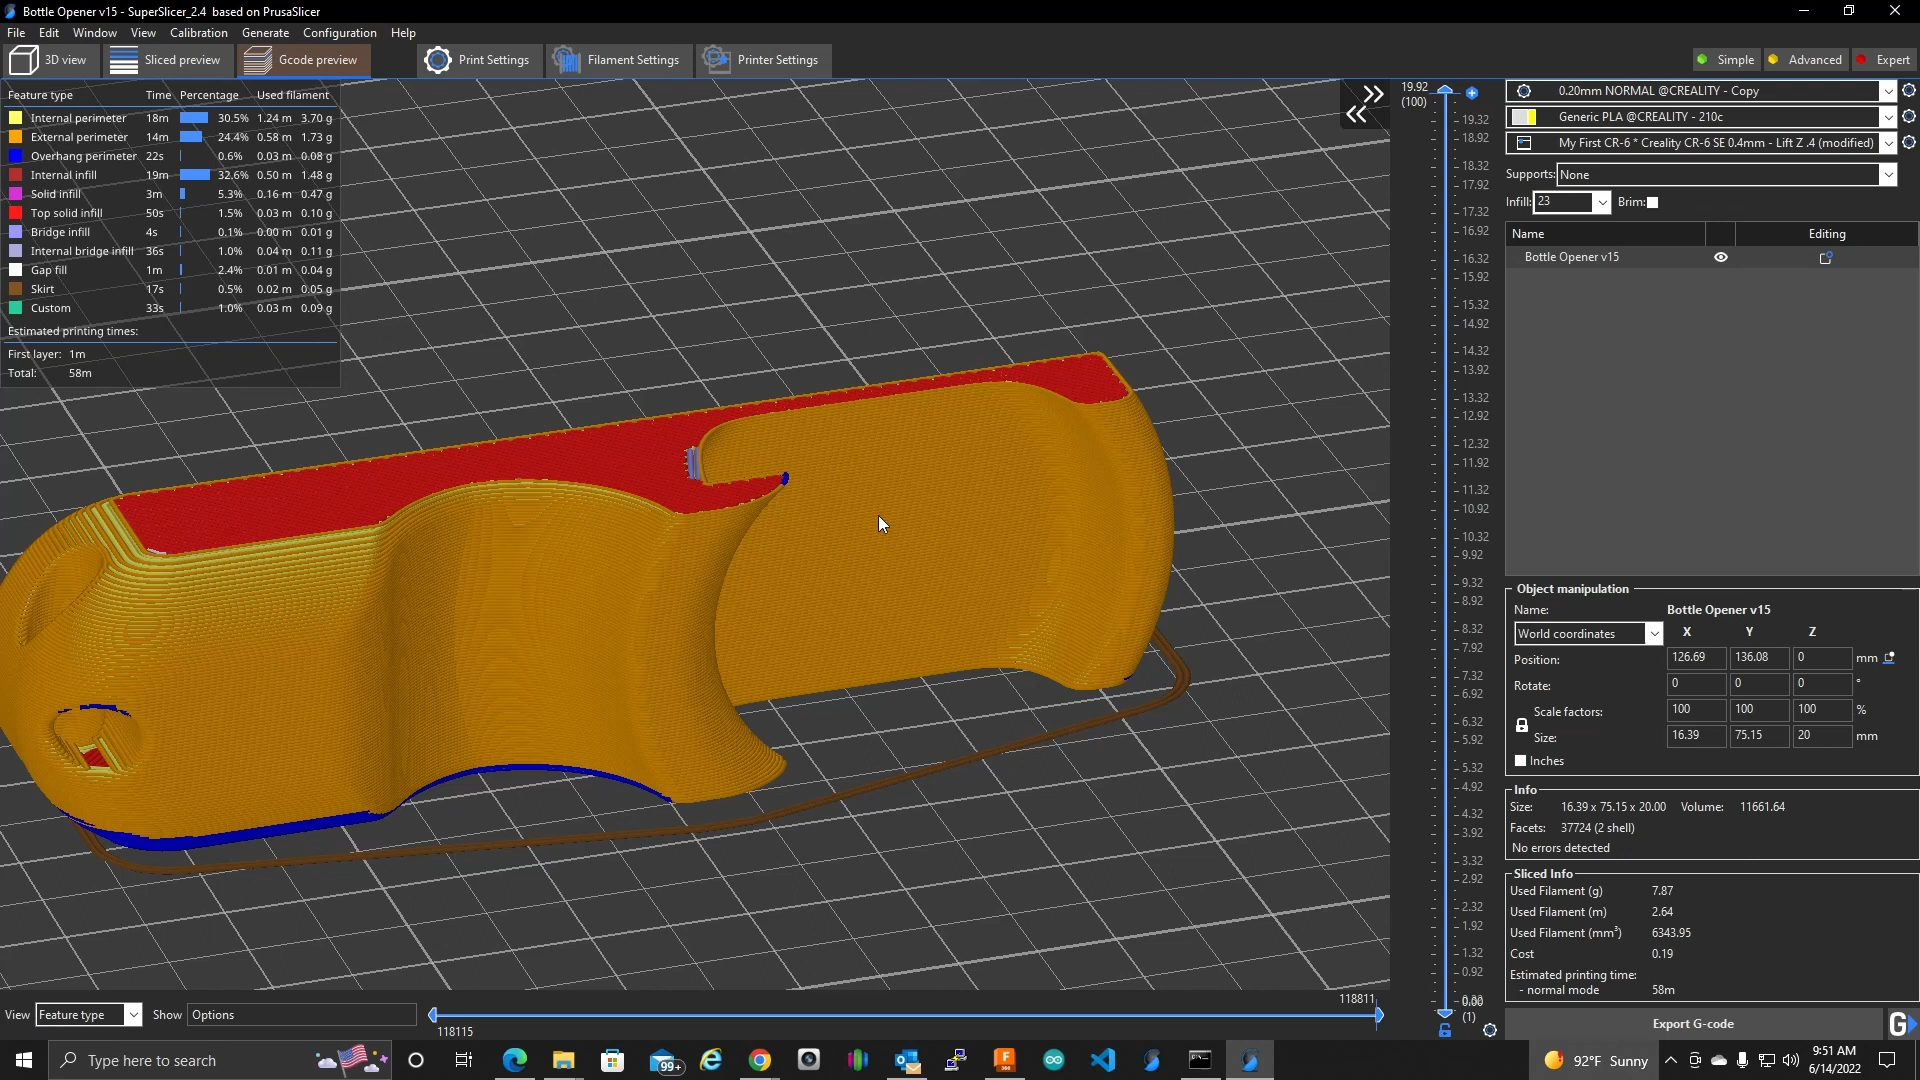 Bottle Opener v15 - SuperSlicer_2.4 based on PrusaSlicer
File Edit Window View Calibration Generate Configuration Help
3D view Sliced preview Gcode preview Print Settings Filament Settings Printer Settings Simple Advanced Expert
Feature type Time Percentage Used filament
Internal perimeter 18m 30.5% 1.24 m 3.70 g
External perimeter 14m 24.4% 0.58 m 1.73 g
Overhang perimeter 22s 0.6% 0.03 m 0.08 g
Internal infill 19m 32.6% 0.50 m 1.48 g
Solid infill 3m 5.3% 0.16 m 0.47 g
Top solid infill 50s 1.5% 0.03 m 0.10 g
Bridge infill 4s 0.1% 0.00 m 0.01 g
Internal bridge infill 36s 1.0% 0.04 m 0.11 g
Gap fill 1m 2.4% 0.01 m 0.04 g
Skirt 17s 0.5% 0.02 m 0.05 g
Custom 33s 1.0% 0.03 m 0.09 g
Estimated printing times:
First layer: 1m
Total: 58m
19.92
(100)
19.32
18.92
18.32
17.92
17.32
16.92
16.32
15.92
15.32
14.92
14.32
13.92
13.32
12.92
12.32
11.92
11.32
10.92
10.32
9.92
9.32
8.92
8.32
7.92
7.32
6.92
6.32
5.92
5.32
4.92
4.32
3.92
3.32
2.92
2.32
1.92
1.32
0.92
(1)
0.20mm NORMAL @CREALITY - Copy
Generic PLA @CREALITY - 210c
My First CR-6 * Creality CR-6 SE 0.4mm - Lift Z .4 (modified)
Supports: None
Infill: 23 Brim:
Name Editing
Bottle Opener v15
Object manipulation
Name: Bottle Opener v15
World coordinates X Y Z
Position: 126.69 136.08 0 mm
Rotate: 0 0 0 °
Scale factors: 100 100 100 %
Size: 16.39 75.15 20 mm
Inches
Info
Size: 16.39 x 75.15 x 20.00 Volume: 11661.64
Facets: 37724 (2 shell)
No errors detected
Sliced Info
Used Filament (g) 7.87
Used Filament (m) 2.64
Used Filament (mm³) 6343.95
Cost 0.19
Estimated printing time:
- normal mode 58m
Export G-code
View Feature type Show Options
118811
118115
Type here to search
99+
92°F Sunny
9:51 AM
6/14/2022